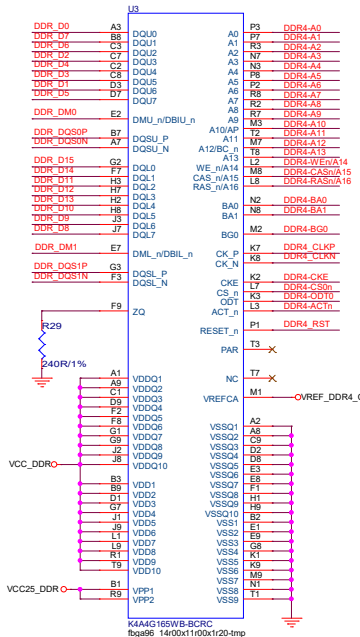 U3
DDR_D0 A3 DQU0 A0 P3 DDR4-A0
DDR_D7 B8 DQU1 A1 P7 DDR4-A1
DDR_D6 C3 DQU2 A2 R3 DDR4-A2
DDR_D2 C7 DQU3 A3 N7 DDR4-A3
DDR_D4 C2 DQU4 A4 N3 DDR4-A4
DDR_D3 C8 DQU5 A5 P8 DDR4-A5
DDR_D1 D3 DQU6 A6 P2 DDR4-A6
DDR_D5 D7 DQU7 A7 R8 DDR4-A7
A8 R2 DDR4-A8
DDR_DM0 E2 DMU_n/DBIU_n A9 R7 DDR4-A9
A10/AP M3 DDR4-A10
DDR_DQS0P B7 DQSU_P A11 T2 DDR4-A11
DDR_DQS0N A7 DQSU_N A12/BC_n M7 DDR4-A12
A13 T8 DDR4-A13
DDR_D15 G2 DQL0 WE_n/A14 L2 DDR4-WEn/A14
DDR_D14 F7 DQL1 CAS_n/A15 M8 DDR4-CASn/A15
DDR_D11 H3 DQL2 RAS_n/A16 L8 DDR4-RASn/A16
DDR_D12 H7 DQL3
DDR_D13 H2 DQL4 BA0 N2 DDR4-BA0
DDR_D10 H8 DQL5 BA1 N8 DDR4-BA1
DDR_D9 J3 DQL6
DDR_D8 J7 DQL7 BG0 M2 DDR4-BG0
DDR_DM1 E7 DML_n/DBIL_n CK_P K7 DDR4_CLKP
CK_N K8 DDR4_CLKN
DDR_DQS1P G3 DQSL_P
DDR_DQS1N F3 DQSL_N CKE K2 DDR4-CKE
CS_n L7 DDR4-CS0n
ODT K3 DDR4-ODT0
F9 ZQ ACT_n L3 DDR4-ACTn
R29 RESET_n P1 DDR4_RST
PAR T3
240R/1%
A1 VDDQ1 NC T7
A9 VDDQ2
C1 VDDQ3 VREFCA M1
D9 VDDQ4
F2 VDDQ5 VSSQ1 A2
F8 VDDQ6 VSSQ2 A8
G1 VDDQ7 VSSQ3 C9
G9 VDDQ8 VSSQ4 D2
J2 VDDQ9 VSSQ5 D8
VCC_DDR J8 VDDQ10 VSSQ6 E3
VSSQ7 E8
B3 VDD1 VSSQ8 F1
B9 VDD2 VSSQ9 H1
D1 VDD3 VSSQ10 H9
G7 VDD4 VSS1 B2
J1 VDD5 VSS2 E1
J9 VDD6 VSS3 E9
L1 VDD7 VSS4 G8
L9 VDD8 VSS5 K1
R1 VDD9 VSS6 K9
T9 VDD10 VSS7 M9
VCC25_DDR B1 VPP1 VSS8 N1
R9 VPP2 VSS9 T1
K4A4G165WB-BCRC
fbga96_14r00x11r00x1r20-tmp